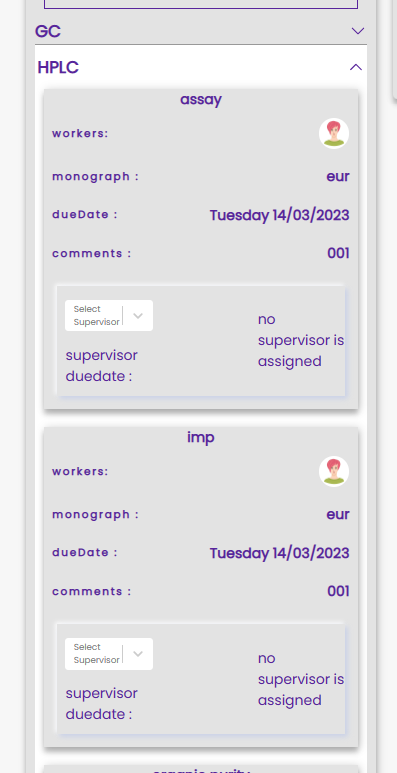 GC
HPLC
assay
workers:
monograph : eur
dueDate : Tuesday 14/03/2023
comments : 001
Select
Supervisor
no
supervisor is
assigned
supervisor
duedate :
imp
workers:
monograph : eur
dueDate : Tuesday 14/03/2023
comments : 001
Select
Supervisor
no
supervisor is
assigned
supervisor
duedate :
organic purity